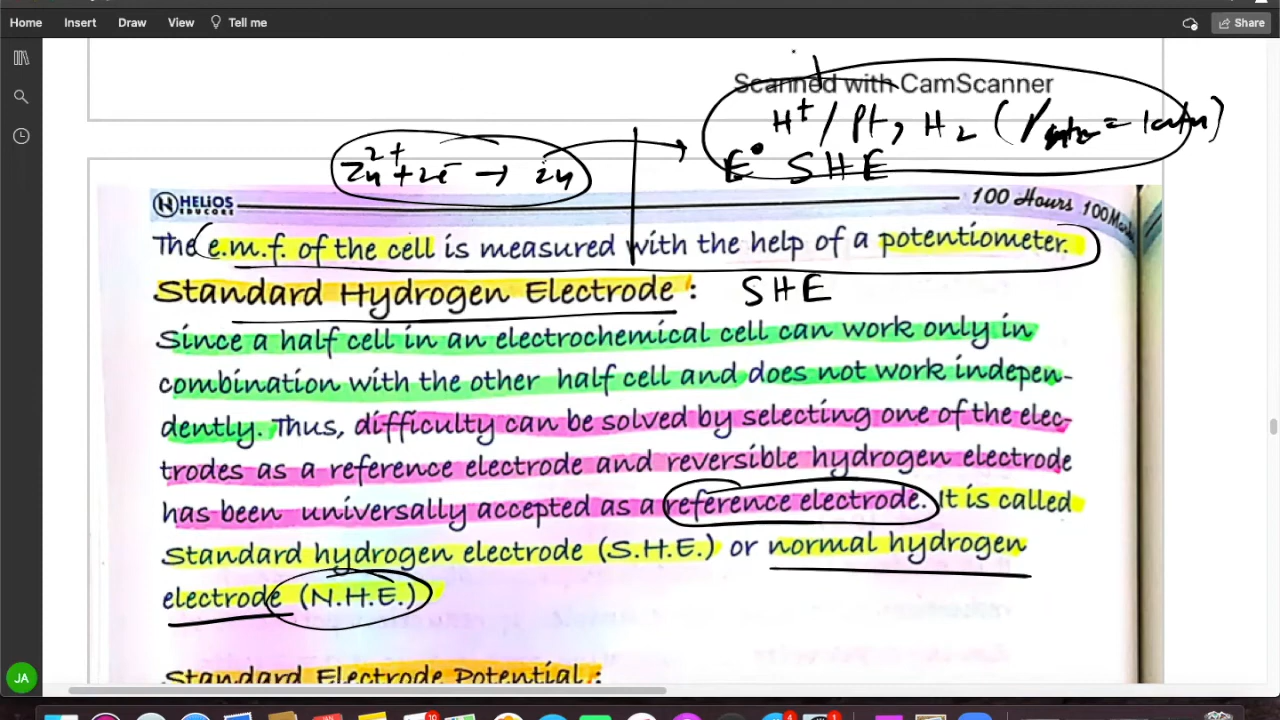 Home Insert Draw View Tell me Share
Scanned with CamScanner
H+ / Pt, H2 (
Zn2+ + 2e- → Zn
E° SHE
HELIOS
EDUCORE
100 Hours 100
The e.m.f. of the cell is measured with the help of a potentiometer.
Standard Hydrogen Electrode : SHE
Since a half cell in an electrochemical cell can work only in
combination with the other half cell and does not work indepen-
dently. Thus, difficulty can be solved by selecting one of the elec-
trodes as a reference electrode and reversible hydrogen electrode
has been universally accepted as a reference electrode. It is called
standard hydrogen electrode (S.H.E.) or normal hydrogen
electrode (N.H.E.)
Standard Electrode Potential :
JA